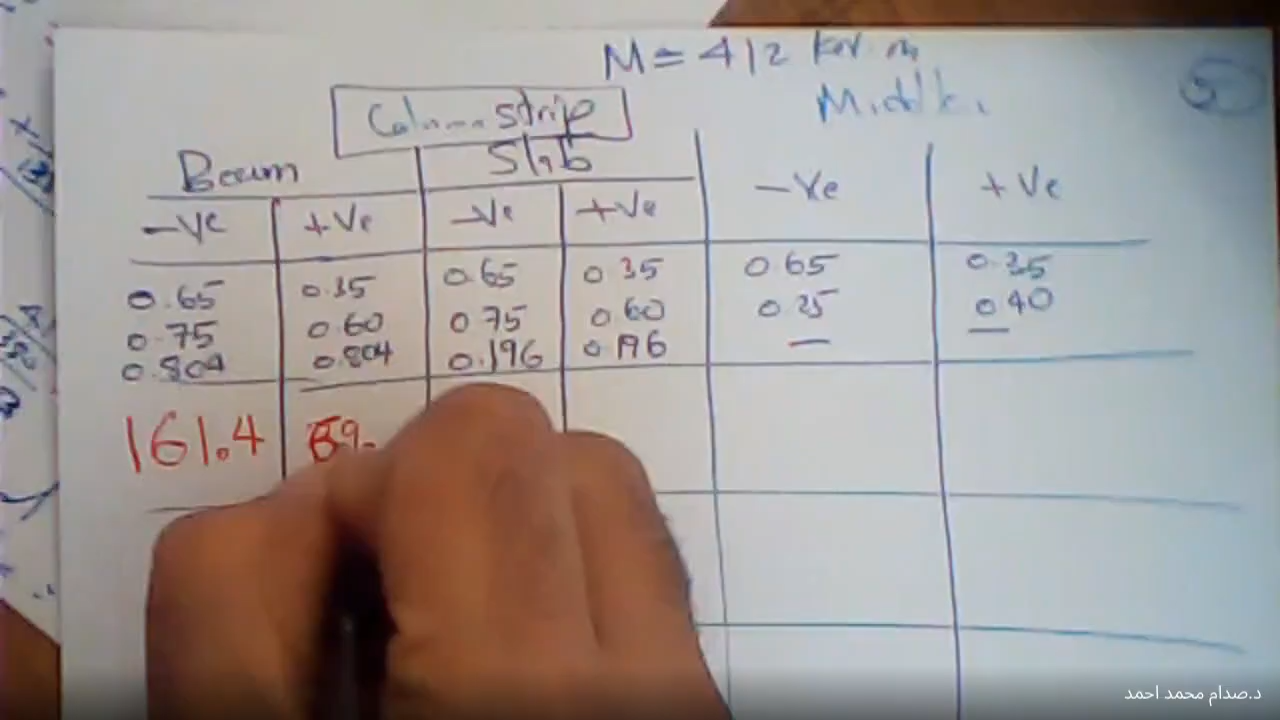 M = 412 kN.m
5
Column strip
Middle
Beam
Slab
-Ve
+Ve
-Ve +Ve -Ve +Ve
0.65 0.35 0.65 0.35 0.65 0.35
0.75 0.60 0.75 0.60 0.25 0.40
0.804 0.804 0.196 0.196 — —
161.4 69.
د.صدام محمد احمد